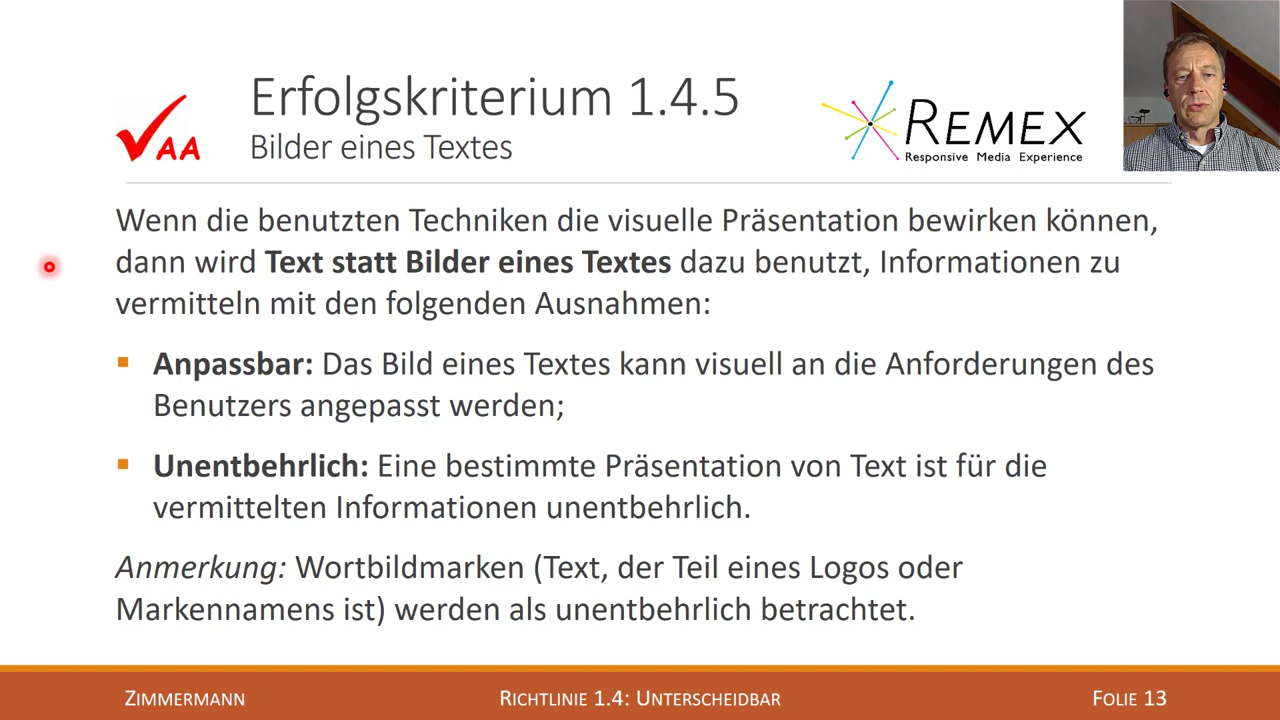 AA
Erfolgskriterium 1.4.5
Bilder eines Textes
REMEX
Responsive Media Experience
Wenn die benutzten Techniken die visuelle Präsentation bewirken können,
dann wird Text statt Bilder eines Textes dazu benutzt, Informationen zu
vermitteln mit den folgenden Ausnahmen:
▪ Anpassbar: Das Bild eines Textes kann visuell an die Anforderungen des
Benutzers angepasst werden;
▪ Unentbehrlich: Eine bestimmte Präsentation von Text ist für die
vermittelten Informationen unentbehrlich.
Anmerkung: Wortbildmarken (Text, der Teil eines Logos oder
Markennamens ist) werden als unentbehrlich betrachtet.
ZIMMERMANN
RICHTLINIE 1.4: UNTERSCHEIDBAR
FOLIE 13